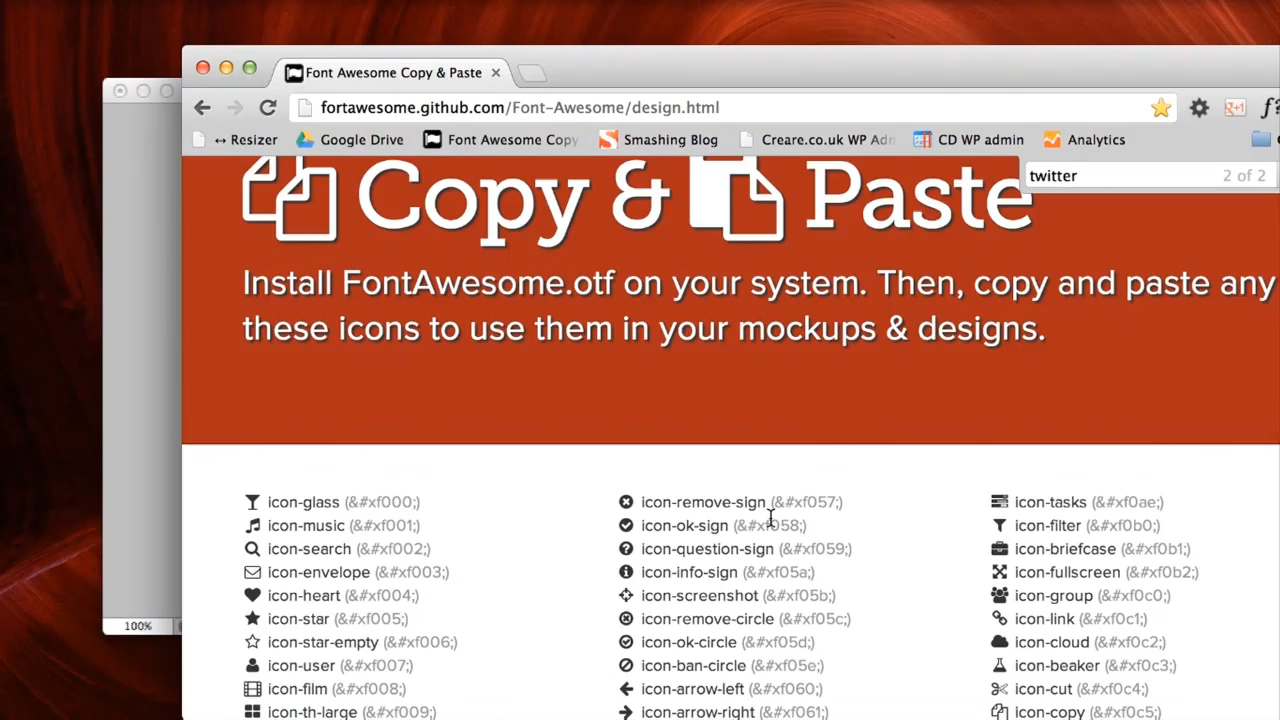 Font Awesome Copy & Paste
fortawesome.github.com/Font-Awesome/design.html
↔ Resizer
Google Drive
Font Awesome Copy
Smashing Blog
Creare.co.uk WP Adn
CD WP admin
Analytics
twitter
2 of 2
Copy & Paste
Install FontAwesome.otf on your system. Then, copy and paste any
these icons to use them in your mockups & designs.
icon-glass (&#xf000;)
icon-music (&#xf001;)
icon-search (&#xf002;)
icon-envelope (&#xf003;)
icon-heart (&#xf004;)
icon-star (&#xf005;)
icon-star-empty (&#xf006;)
icon-user (&#xf007;)
icon-film (&#xf008;)
icon-th-large (&#xf009;)
icon-remove-sign (&#xf057;)
icon-ok-sign (&#xf058;)
icon-question-sign (&#xf059;)
icon-info-sign (&#xf05a;)
icon-screenshot (&#xf05b;)
icon-remove-circle (&#xf05c;)
icon-ok-circle (&#xf05d;)
icon-ban-circle (&#xf05e;)
icon-arrow-left (&#xf060;)
icon-arrow-right (&#xf061;)
icon-tasks (&#xf0ae;)
icon-filter (&#xf0b0;)
icon-briefcase (&#xf0b1;)
icon-fullscreen (&#xf0b2;)
icon-group (&#xf0c0;)
icon-link (&#xf0c1;)
icon-cloud (&#xf0c2;)
icon-beaker (&#xf0c3;)
icon-cut (&#xf0c4;)
icon-copy (&#xf0c5;)
100%